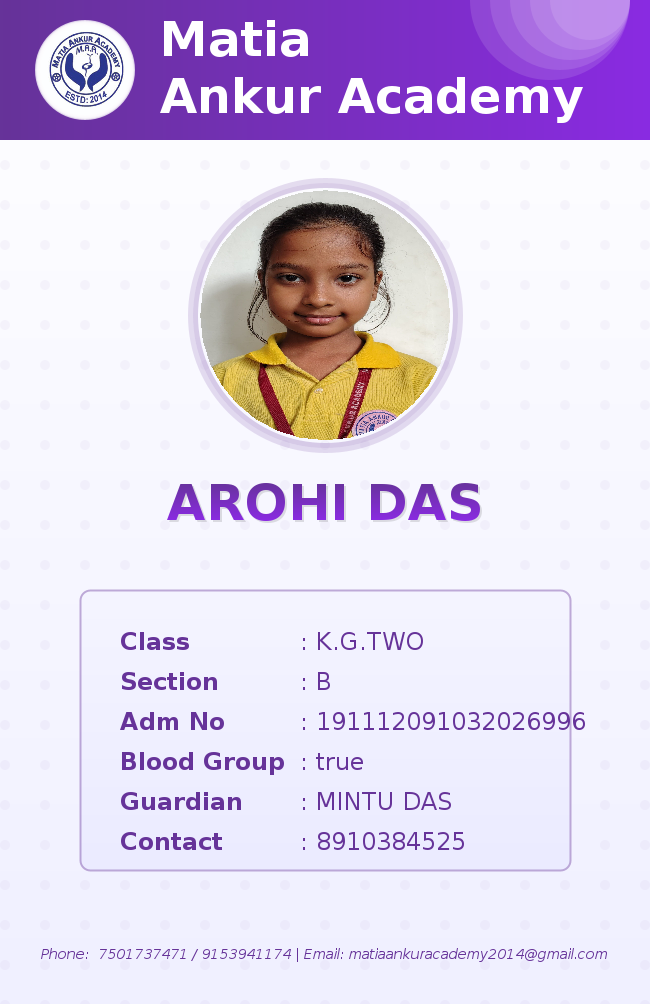 MATIA ANKUR ACADEMY
M.A.A
ESTD: 2014
Matia
Ankur Academy
AROHI DAS
Class : K.G.TWO
Section : B
Adm No : 191112091032026996
Blood Group : true
Guardian : MINTU DAS
Contact : 8910384525
Phone: 7501737471 / 9153941174 | Email: matiaankuracademy2014@gmail.com